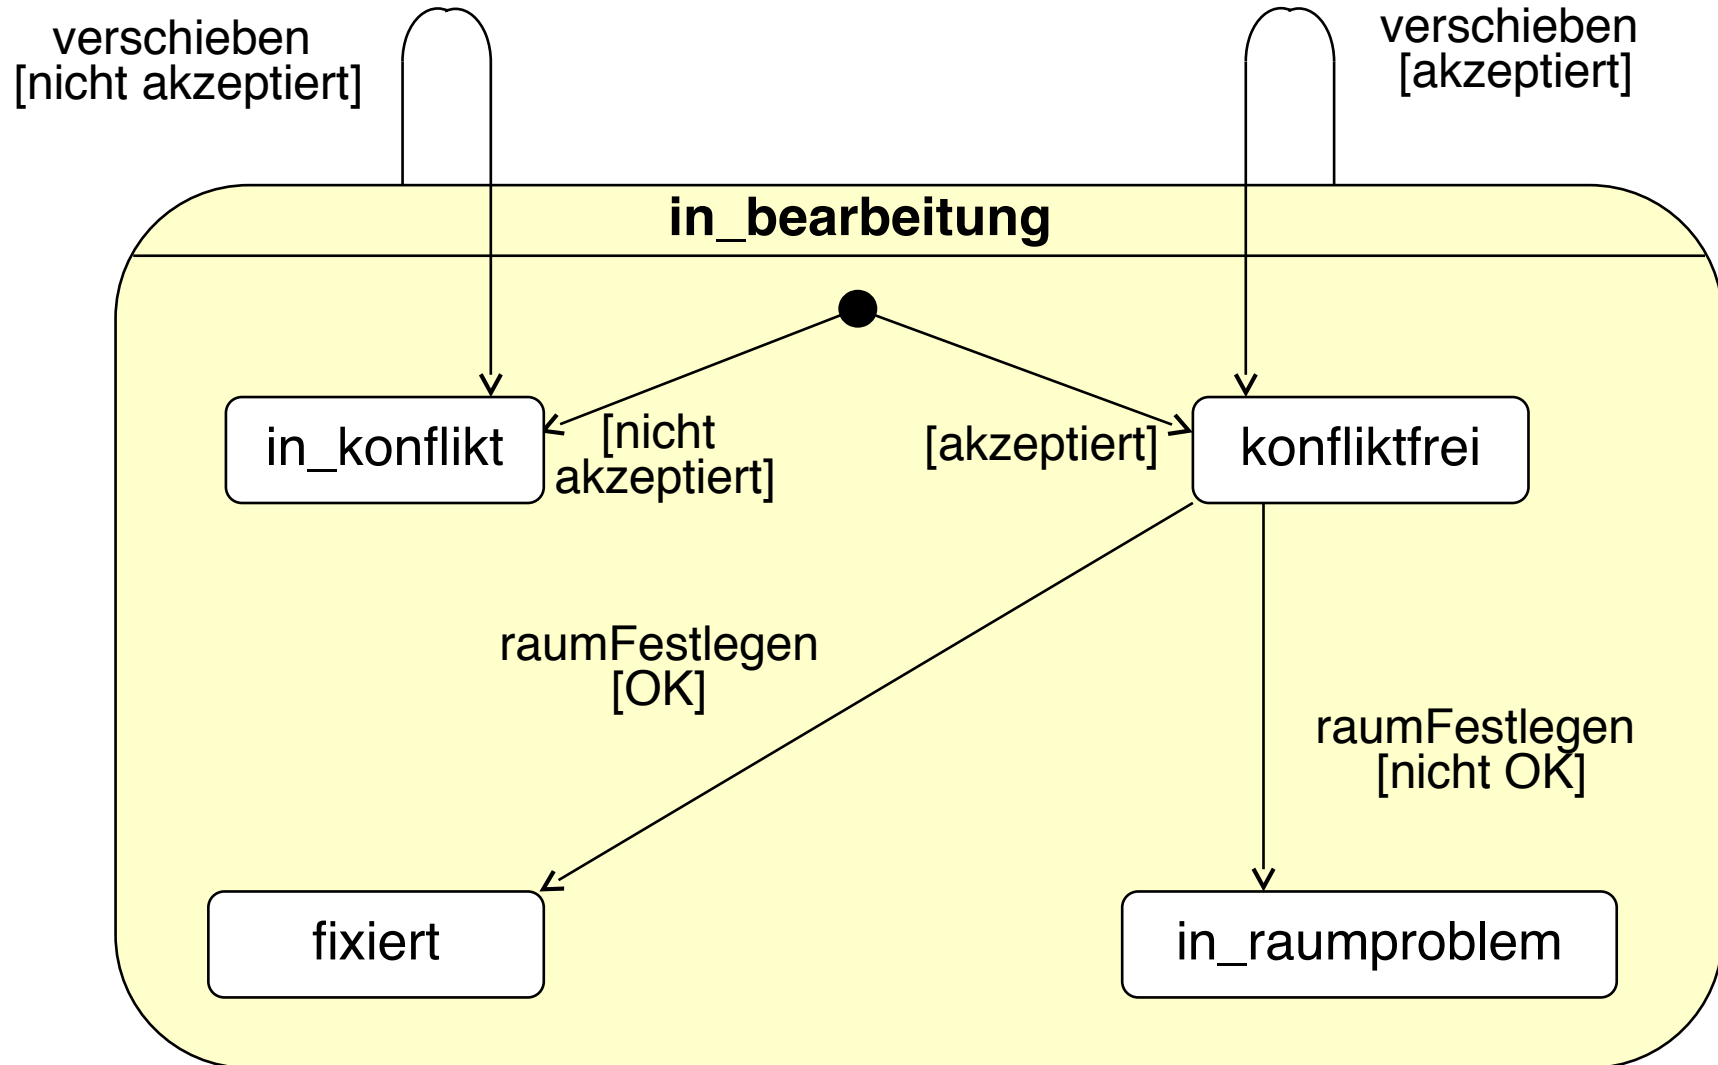 verschieben
[nicht akzeptiert]
verschieben
[akzeptiert]
in_bearbeitung
in_konflikt
[nicht
akzeptiert]
[akzeptiert]
konfliktfrei
raumFestlegen
[OK]
raumFestlegen
[nicht OK]
fixiert
in_raumproblem